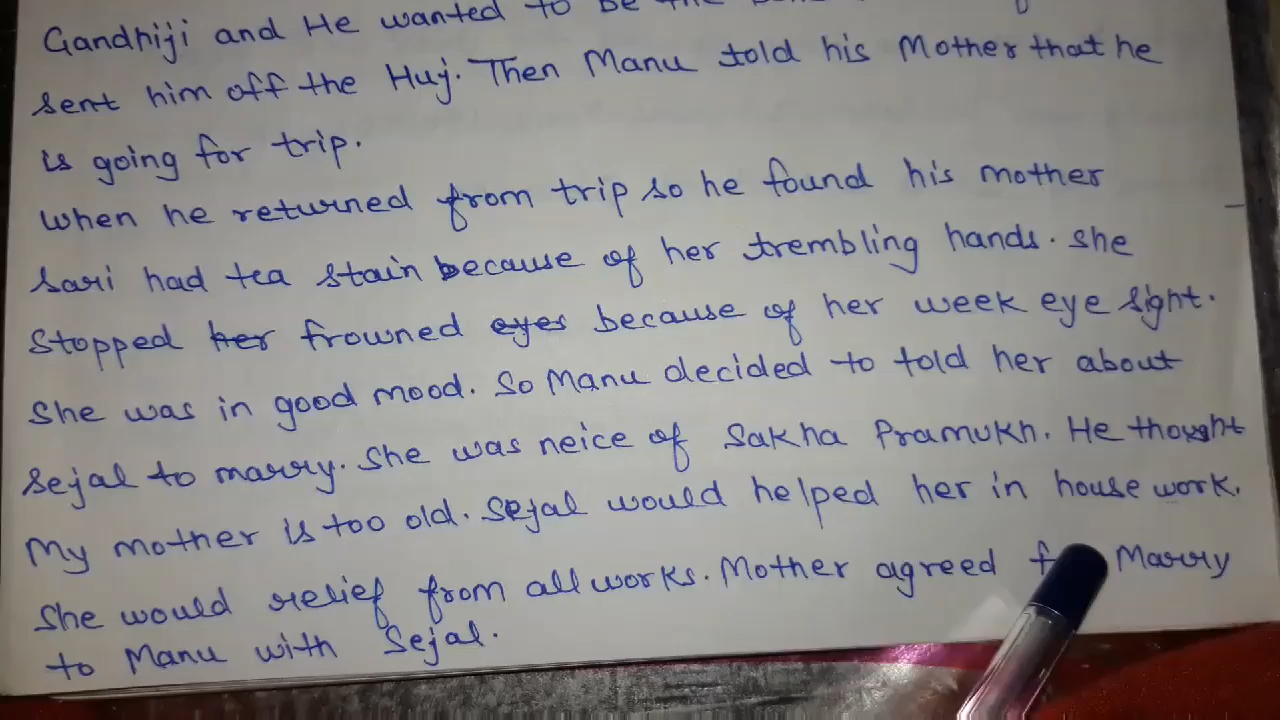 Gandhiji and He wanted to be the
sent him off the Huj. Then Manu told his Mother that he
is going for trip.
When he returned from trip so he found his mother
sari had tea stain because of her trembling hands. She
stopped her frowned eyes because of her week eye sight.
She was in good mood. So Manu decided to told her about
Sejal to marry. She was neice of Sakha Pramukh. He thought
My mother is too old. Sejal would helped her in house work.
She would relief from all works. Mother agreed Marry
to Manu with Sejal.